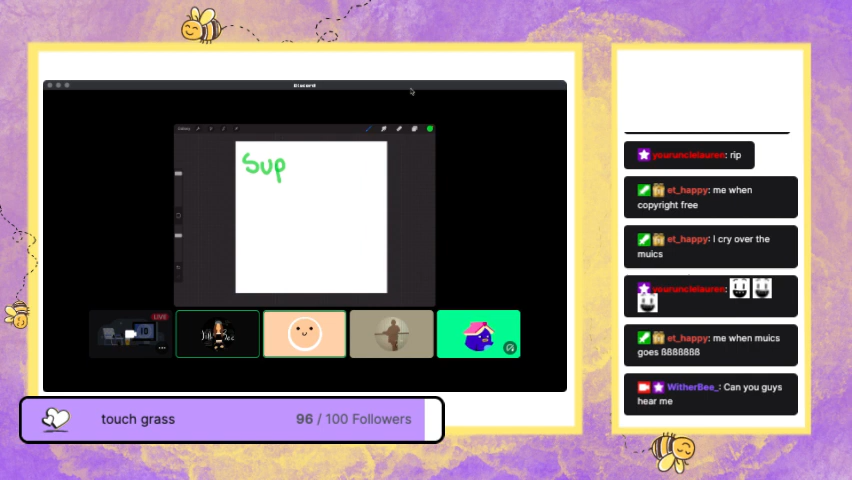 Discord
Gallery
Sup
LIVE
touch grass
96 / 100 Followers
yourunclelauren: rip
et_happy: me when
copyright free
et_happy: I cry over the
muics
yourunclelauren:
et_happy: me when muics
goes 8888888
WitherBee_: Can you guys
hear me